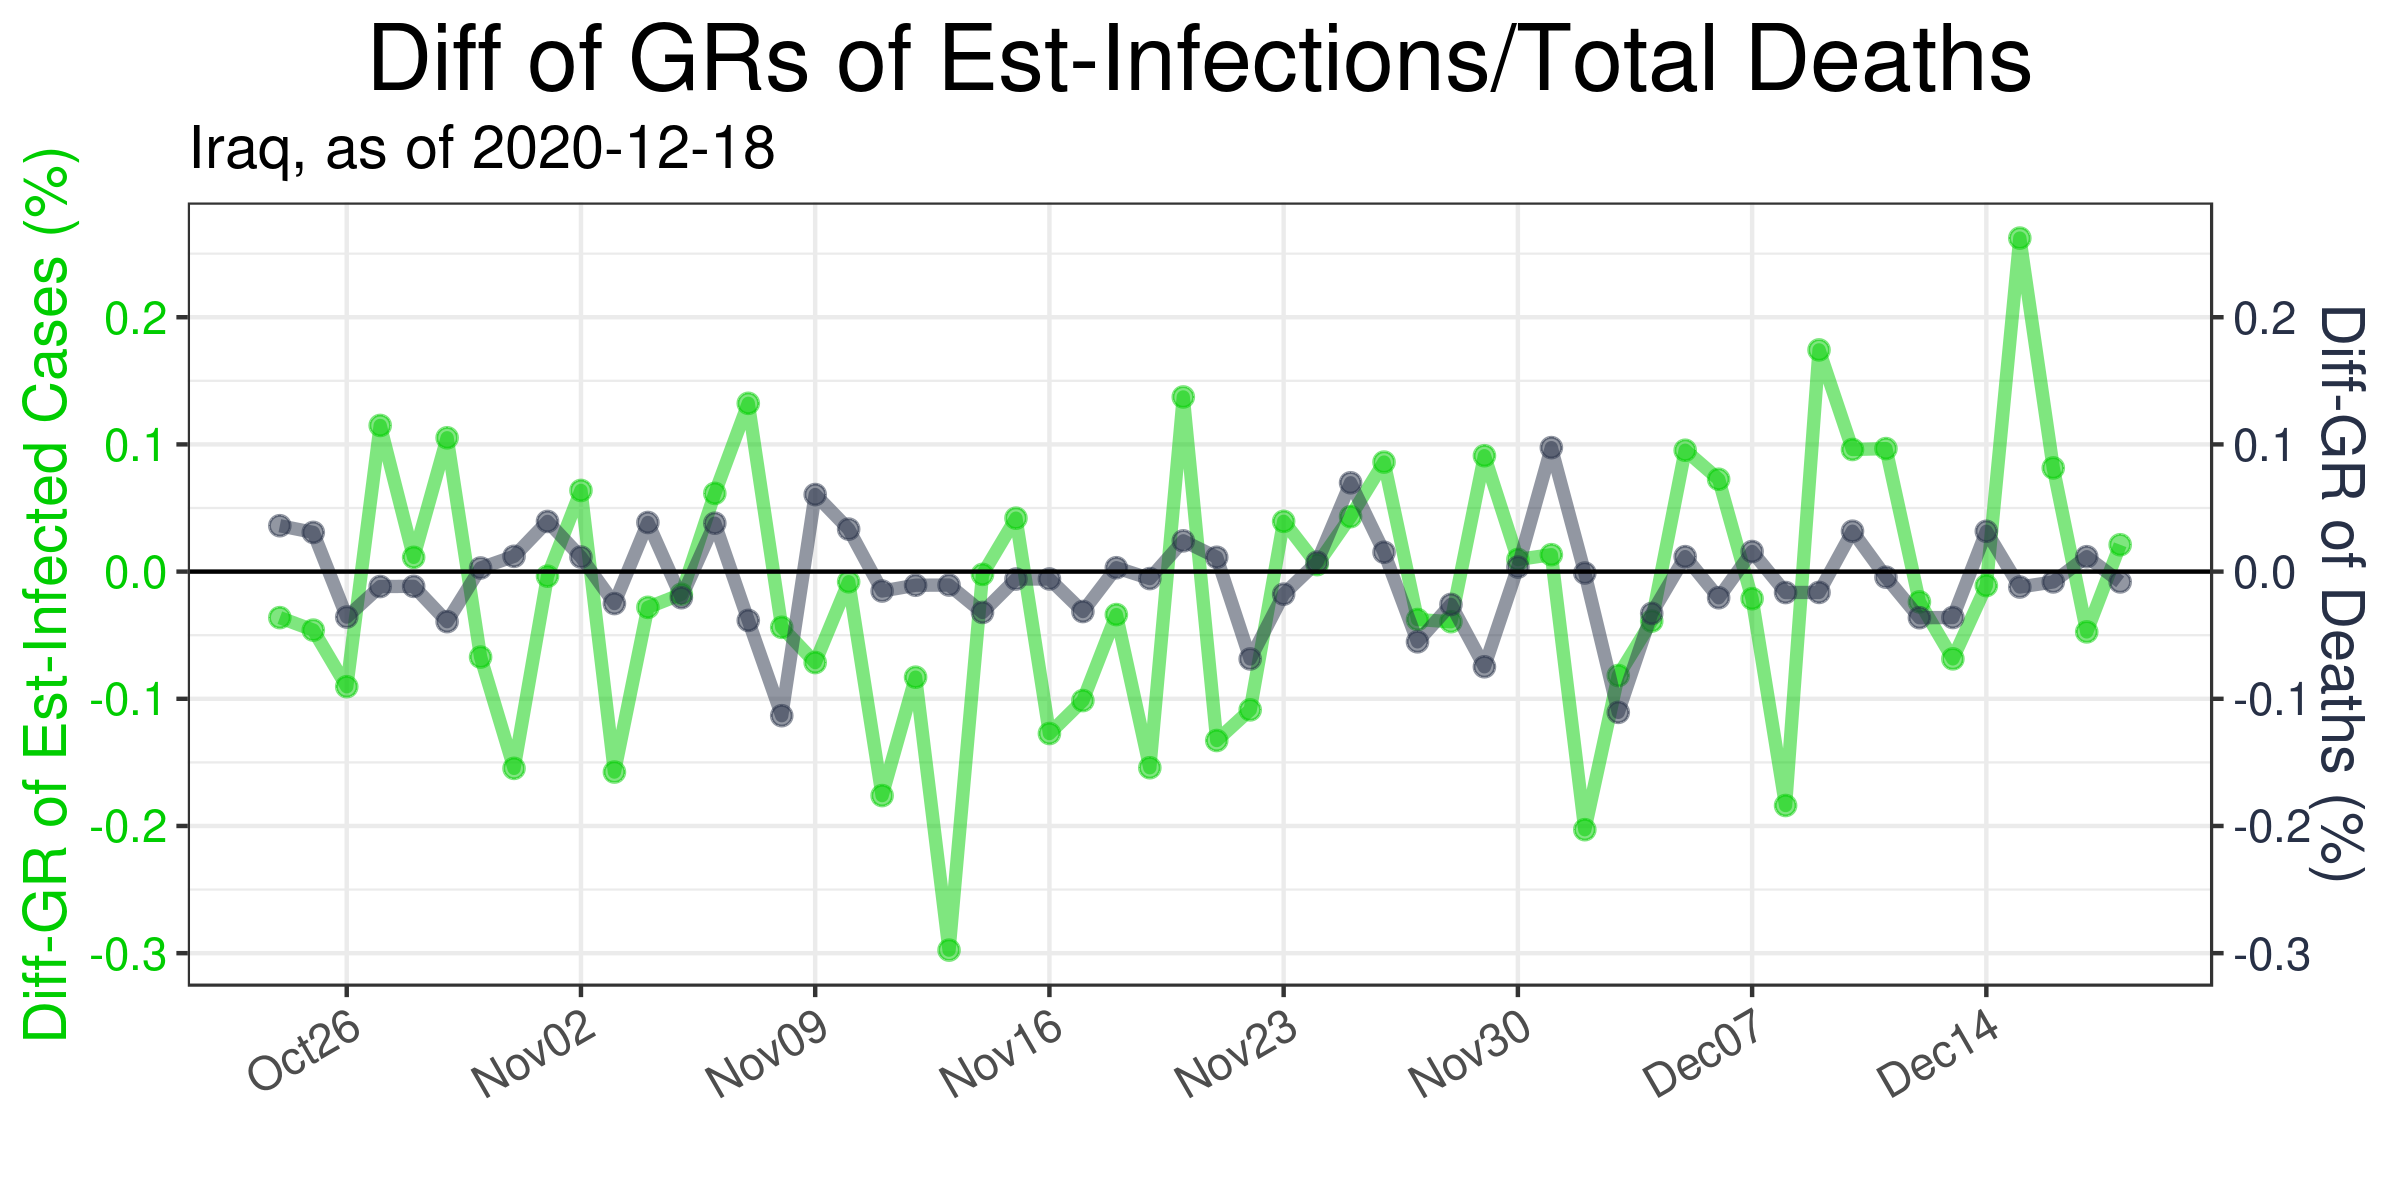 Diff of GRs of Est-Infections/Total Deaths
Iraq, as of 2020-12-18
Diff-GR of Est-Infected Cases (%)
0.2
0.1
0.0
-0.1
-0.2
-0.3
0.2
0.1
0.0
-0.1
-0.2
-0.3
Diff-GR of Deaths (%)
Oct26
Nov02
Nov09
Nov16
Nov23
Nov30
Dec07
Dec14